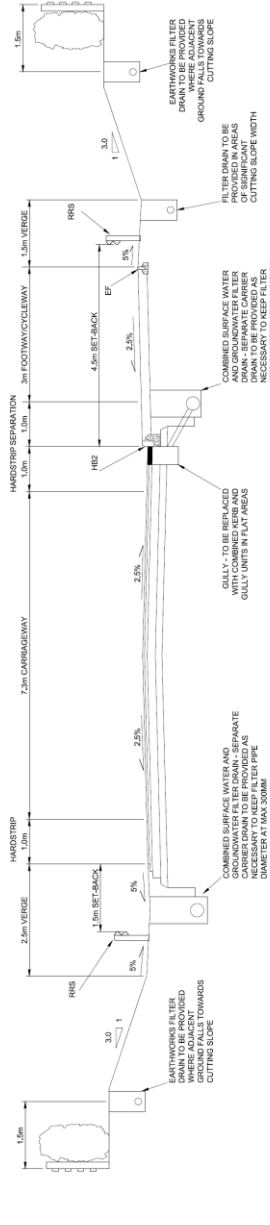 1.5m
EARTHWORKS FILTER
DRAIN TO BE PROVIDED
WHERE ADJACENT
GROUND FALLS TOWARDS
CUTTING SLOPE
3.0
1
2.5m VERGE
RRS
5%
1.5m SET-BACK
5%
HARDSTRIP
1.0m
COMBINED SURFACE WATER AND
GROUNDWATER FILTER DRAIN - SEPARATE
CARRIER DRAIN TO BE PROVIDED AS
NECESSARY TO KEEP FILTER PIPE
DIAMETER AT MAX 300MM
7.3m CARRIAGEWAY
2.5%
2.5%
HARDSTRIP SEPARATION
1.0m
1.0m
HB2
GULLY - TO BE REPLACED
WITH COMBINED KERB AND
GULLY UNITS IN FLAT AREAS
3m FOOTWAY/CYCLEWAY
4.5m SET-BACK
2.5%
EF
COMBINED SURFACE WATER
AND GROUNDWATER FILTER
DRAIN - SEPARATE CARRIER
DRAIN TO BE PROVIDED AS
NECESSARY TO KEEP FILTER
1.5m VERGE
5%
RRS
FILTER DRAIN TO BE
PROVIDED IN AREAS
OF SIGNIFICANT
CUTTING SLOPE WIDTH
3.0
1
1.5m
EARTHWORKS FILTER
DRAIN TO BE PROVIDED
WHERE ADJACENT
GROUND FALLS TOWARDS
CUTTING SLOPE